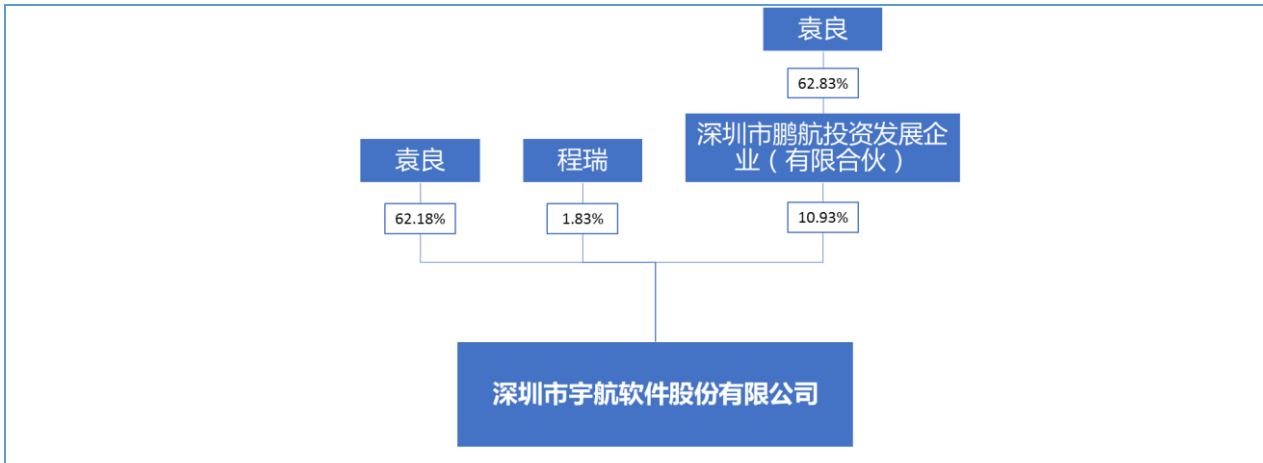 袁良
62.83%
深圳市鹏航投资发展企
业（有限合伙）
袁良
程瑞
62.18%
1.83%
10.93%
深圳市宇航软件股份有限公司